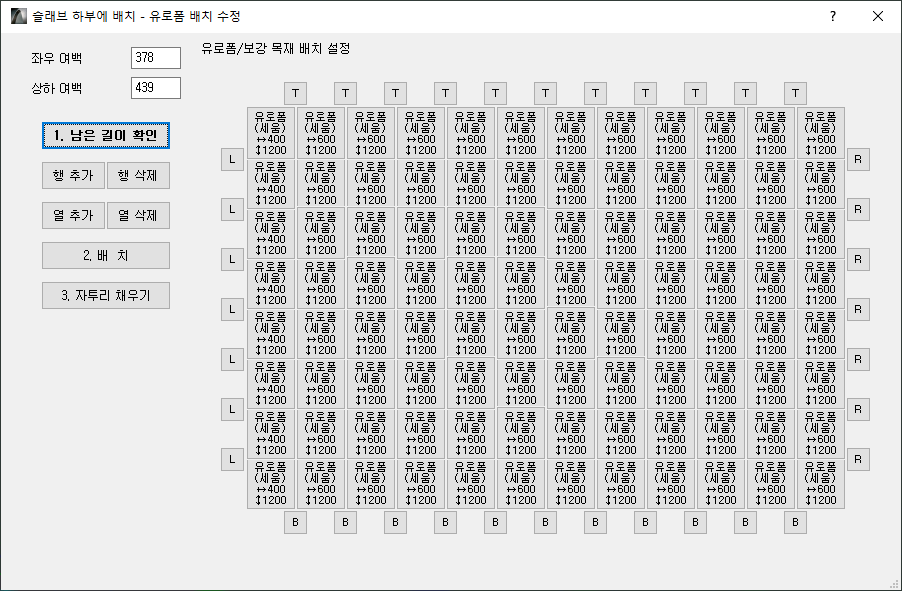 슬래브 하부에 배치 - 유로폼 배치 수정
좌우 여백 378
상하 여백 439
1. 남은 길이 확인
행 추가 행 삭제
열 추가 열 삭제
2. 배 치
3. 자투리 채우기
유로폼/보강 목재 배치 설정
T T T T T T T T T T T
유로폼 유로폼 유로폼 유로폼 유로폼 유로폼 유로폼 유로폼 유로폼 유로폼 유로폼 유로폼
(세움) (세움) (세움) (세움) (세움) (세움) (세움) (세움) (세움) (세움) (세움) (세움)
↔400 ↔600 ↔600 ↔600 ↔600 ↔600 ↔600 ↔600 ↔600 ↔600 ↔600 ↔600
↕1200 ↕1200 ↕1200 ↕1200 ↕1200 ↕1200 ↕1200 ↕1200 ↕1200 ↕1200 ↕1200 ↕1200
L R
유로폼 유로폼 유로폼 유로폼 유로폼 유로폼 유로폼 유로폼 유로폼 유로폼 유로폼 유로폼
(세움) (세움) (세움) (세움) (세움) (세움) (세움) (세움) (세움) (세움) (세움) (세움)
↔400 ↔600 ↔600 ↔600 ↔600 ↔600 ↔600 ↔600 ↔600 ↔600 ↔600 ↔600
↕1200 ↕1200 ↕1200 ↕1200 ↕1200 ↕1200 ↕1200 ↕1200 ↕1200 ↕1200 ↕1200 ↕1200
L R
유로폼 유로폼 유로폼 유로폼 유로폼 유로폼 유로폼 유로폼 유로폼 유로폼 유로폼 유로폼
(세움) (세움) (세움) (세움) (세움) (세움) (세움) (세움) (세움) (세움) (세움) (세움)
↔400 ↔600 ↔600 ↔600 ↔600 ↔600 ↔600 ↔600 ↔600 ↔600 ↔600 ↔600
↕1200 ↕1200 ↕1200 ↕1200 ↕1200 ↕1200 ↕1200 ↕1200 ↕1200 ↕1200 ↕1200 ↕1200
L R
유로폼 유로폼 유로폼 유로폼 유로폼 유로폼 유로폼 유로폼 유로폼 유로폼 유로폼 유로폼
(세움) (세움) (세움) (세움) (세움) (세움) (세움) (세움) (세움) (세움) (세움) (세움)
↔400 ↔600 ↔600 ↔600 ↔600 ↔600 ↔600 ↔600 ↔600 ↔600 ↔600 ↔600
↕1200 ↕1200 ↕1200 ↕1200 ↕1200 ↕1200 ↕1200 ↕1200 ↕1200 ↕1200 ↕1200 ↕1200
L R
유로폼 유로폼 유로폼 유로폼 유로폼 유로폼 유로폼 유로폼 유로폼 유로폼 유로폼 유로폼
(세움) (세움) (세움) (세움) (세움) (세움) (세움) (세움) (세움) (세움) (세움) (세움)
↔400 ↔600 ↔600 ↔600 ↔600 ↔600 ↔600 ↔600 ↔600 ↔600 ↔600 ↔600
↕1200 ↕1200 ↕1200 ↕1200 ↕1200 ↕1200 ↕1200 ↕1200 ↕1200 ↕1200 ↕1200 ↕1200
L R
유로폼 유로폼 유로폼 유로폼 유로폼 유로폼 유로폼 유로폼 유로폼 유로폼 유로폼 유로폼
(세움) (세움) (세움) (세움) (세움) (세움) (세움) (세움) (세움) (세움) (세움) (세움)
↔400 ↔600 ↔600 ↔600 ↔600 ↔600 ↔600 ↔600 ↔600 ↔600 ↔600 ↔600
↕1200 ↕1200 ↕1200 ↕1200 ↕1200 ↕1200 ↕1200 ↕1200 ↕1200 ↕1200 ↕1200 ↕1200
L R
유로폼 유로폼 유로폼 유로폼 유로폼 유로폼 유로폼 유로폼 유로폼 유로폼 유로폼 유로폼
(세움) (세움) (세움) (세움) (세움) (세움) (세움) (세움) (세움) (세움) (세움) (세움)
↔400 ↔600 ↔600 ↔600 ↔600 ↔600 ↔600 ↔600 ↔600 ↔600 ↔600 ↔600
↕1200 ↕1200 ↕1200 ↕1200 ↕1200 ↕1200 ↕1200 ↕1200 ↕1200 ↕1200 ↕1200 ↕1200
L R
유로폼 유로폼 유로폼 유로폼 유로폼 유로폼 유로폼 유로폼 유로폼 유로폼 유로폼 유로폼
(세움) (세움) (세움) (세움) (세움) (세움) (세움) (세움) (세움) (세움) (세움) (세움)
↔400 ↔600 ↔600 ↔600 ↔600 ↔600 ↔600 ↔600 ↔600 ↔600 ↔600 ↔600
↕1200 ↕1200 ↕1200 ↕1200 ↕1200 ↕1200 ↕1200 ↕1200 ↕1200 ↕1200 ↕1200 ↕1200
B B B B B B B B B B B